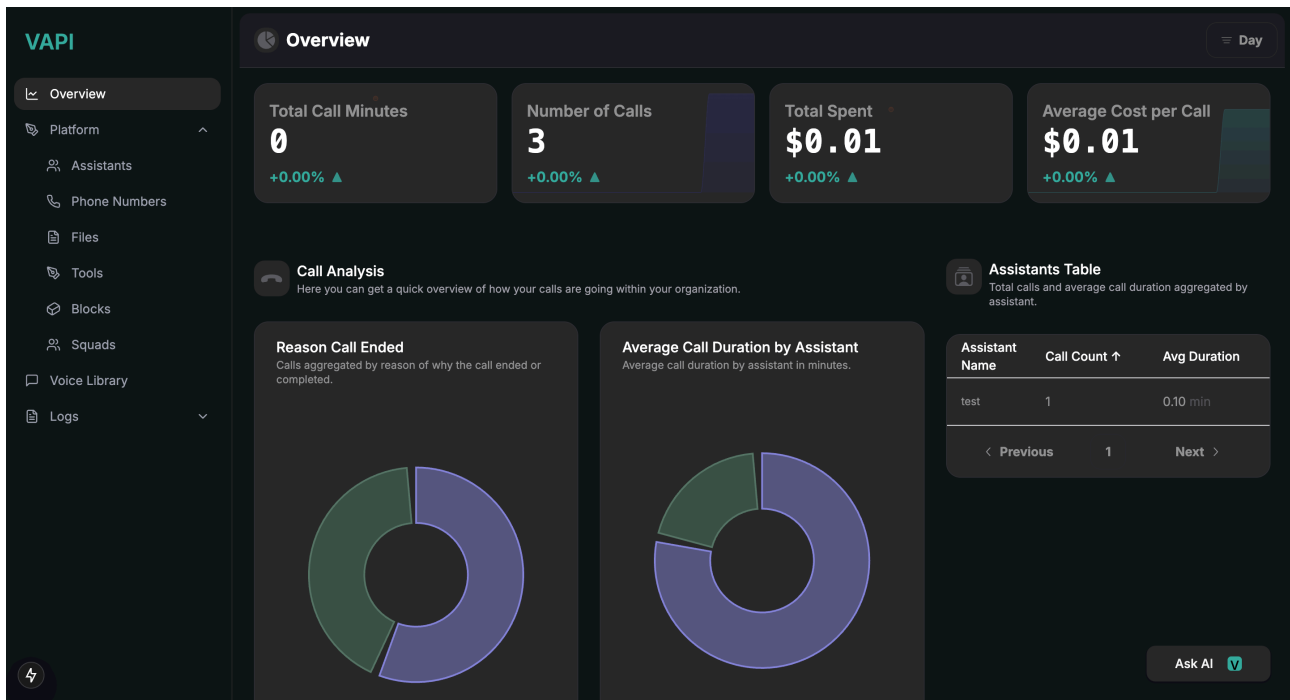 VAPI
Overview
Platform
Assistants
Phone Numbers
Files
Tools
Blocks
Squads
Voice Library
Logs
Overview
Day
Total Call Minutes
0
+0.00% ▲
Number of Calls
3
+0.00% ▲
Total Spent
$0.01
+0.00% ▲
Average Cost per Call
$0.01
+0.00% ▲
Call Analysis
Here you can get a quick overview of how your calls are going within your organization.
Reason Call Ended
Calls aggregated by reason of why the call ended or
completed.
Average Call Duration by Assistant
Average call duration by assistant in minutes.
Assistants Table
Total calls and average call duration aggregated by
assistant.
Assistant
Name
Call Count ↑
Avg Duration
test
1
0.10 min
Previous
1
Next
Ask AI V